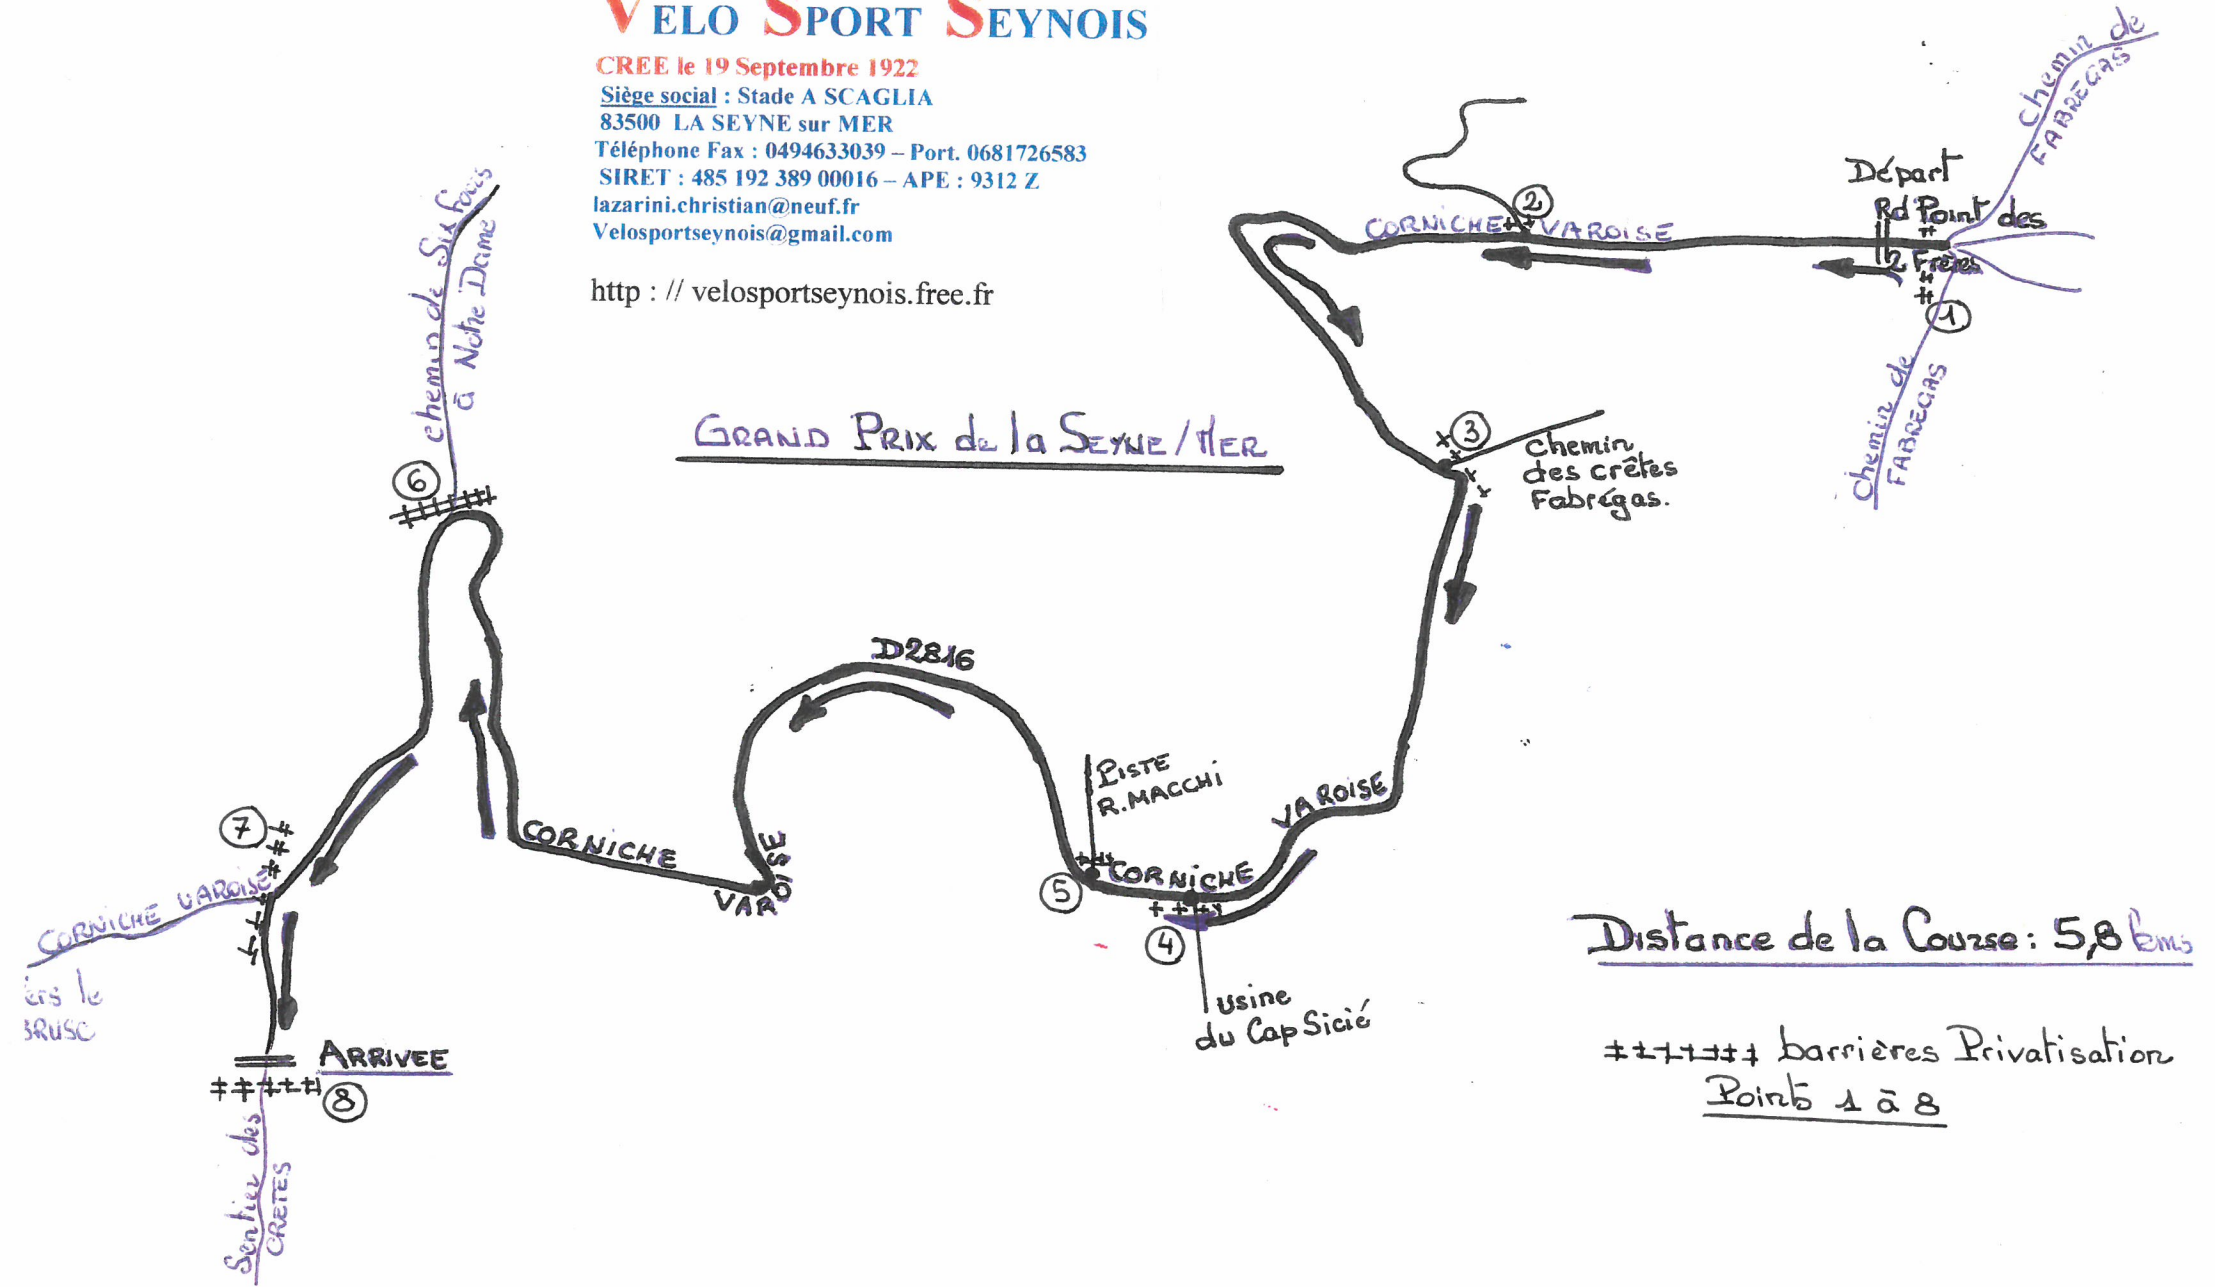 VELO SPORT SEYNOIS
CREE le 19 Septembre 1922
Siège social : Stade A SCAGLIA
83500 LA SEYNE sur MER
Téléphone Fax : 0494633039 – Port. 0681726583
SIRET : 485 192 389 00016 – APE : 9312 Z
lazarini.christian@neuf.fr
Velosportseynois@gmail.com
http : // velosportseynois.free.fr
chemin de
FABREGAS
Départ
Rd Point des
2 Frères
1
chemin de
FABREGAS
2
CORNICHE VAROISE
GRAND PRIX de la SEYNE/MER
3
chemin
des crêtes
Fabrégas.
chemin de Six fours
à Notre Dame
6
D2816
PISTE
R.MACCHi
VAROISE
CORNiCHE
5
4
usine
du Cap Sicié
CORNiCHE
VAROISE
7
CORNICHE VAROISE
ers le
BRUSC
ARRIVEE
8
Sentier des
CRETES
Distance de la Course : 5,8 kms
+++++++ barrières Privatisation
Points 1 à 8